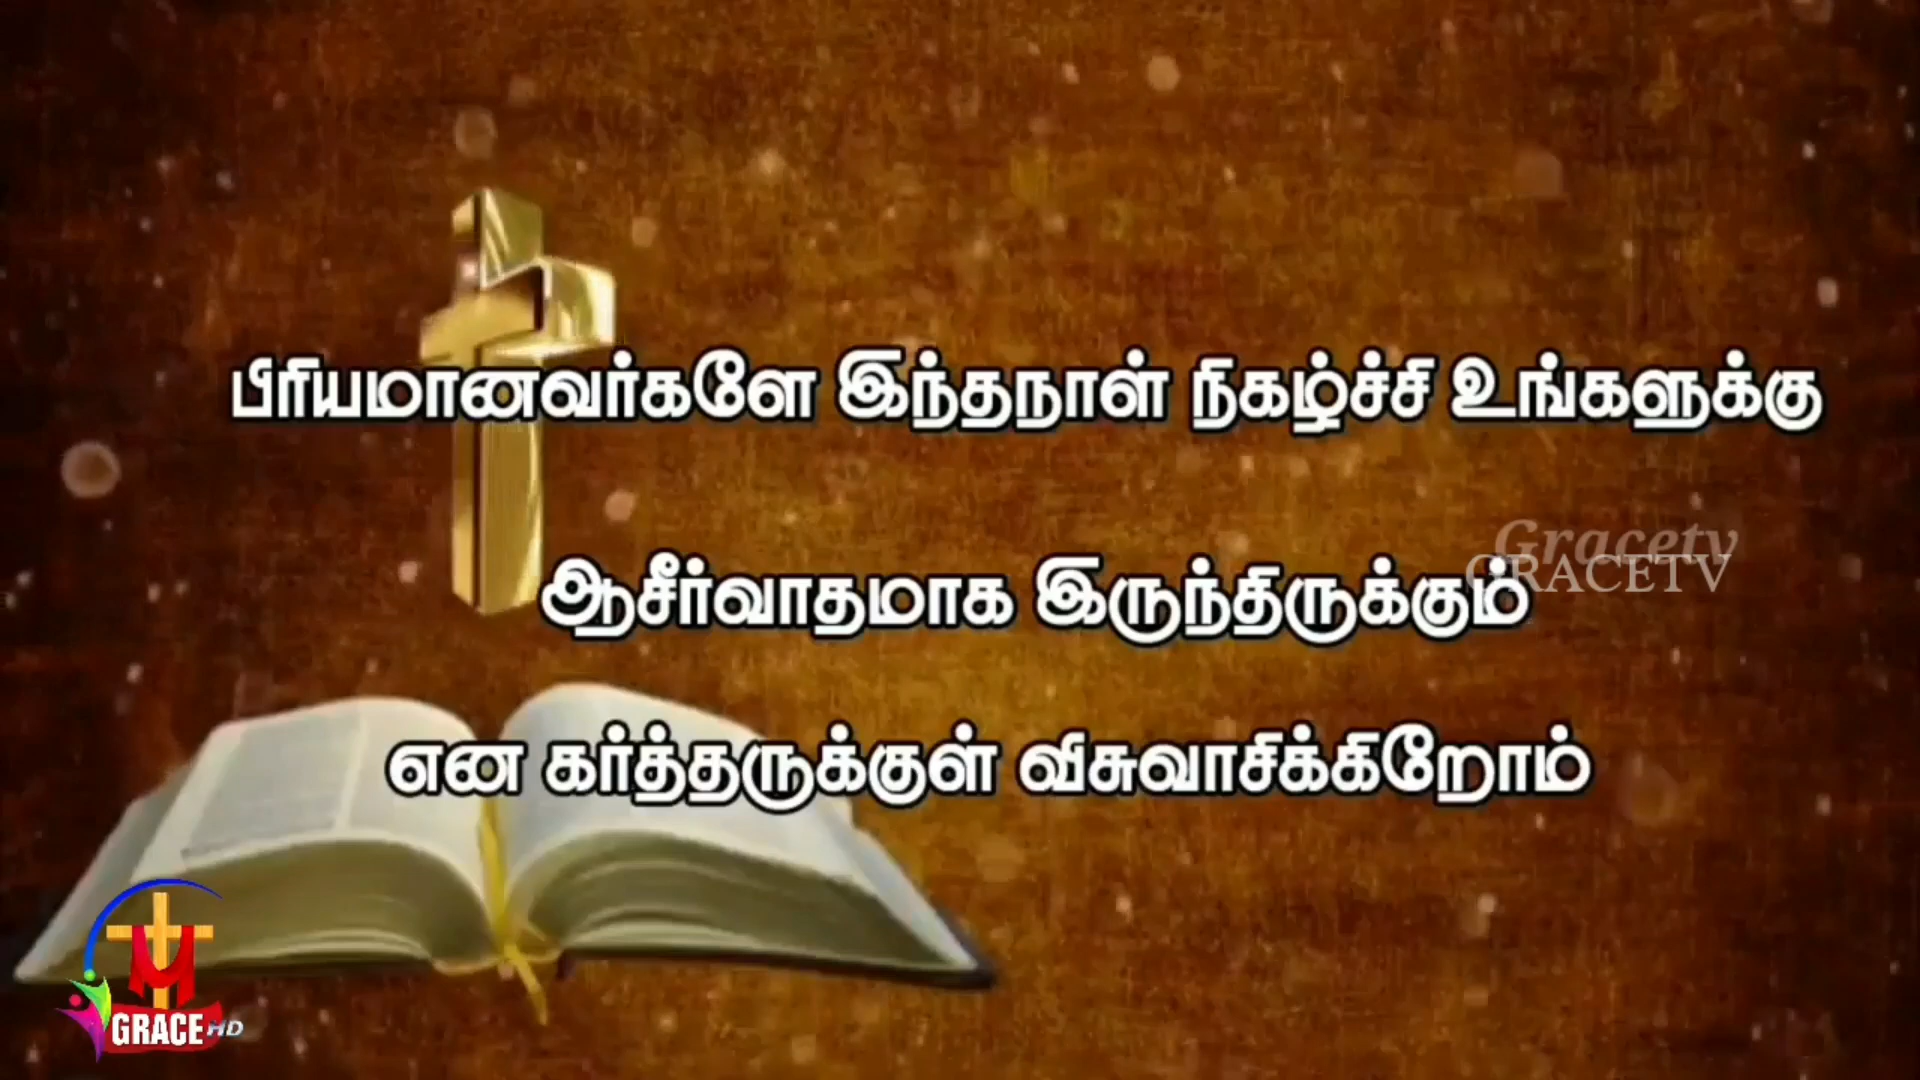 பிரியமானவர்களே இந்தநாள் நிகழ்ச்சி உங்களுக்கு
Gracetv
GRACETV
ஆசீர்வாதமாக இருந்திருக்கும்
என கர்த்தருக்குள் விசுவாசிக்கிறோம்
GRACE HD